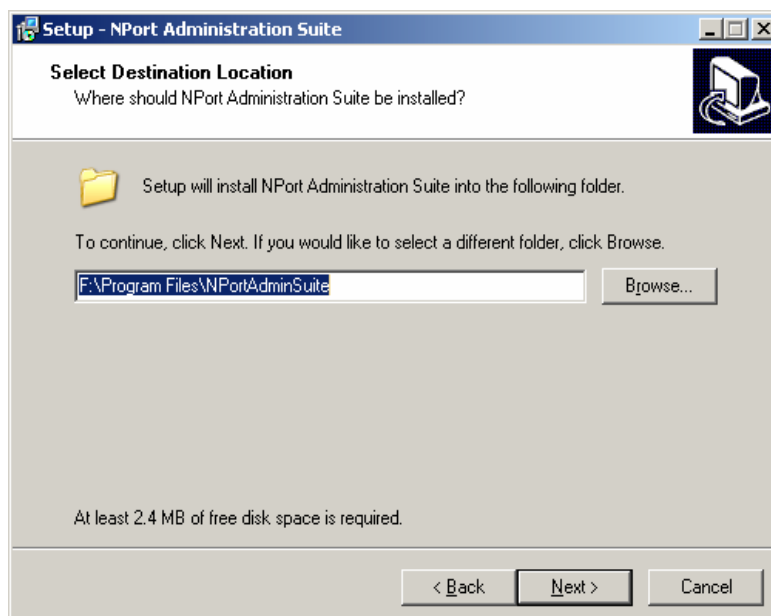 Setup - NPort Administration Suite
Select Destination Location
Where should NPort Administration Suite be installed?
Setup will install NPort Administration Suite into the following folder.
To continue, click Next. If you would like to select a different folder, click Browse.
F:\Program Files\NPortAdminSuite
Browse...
At least 2.4 MB of free disk space is required.
< Back
Next >
Cancel